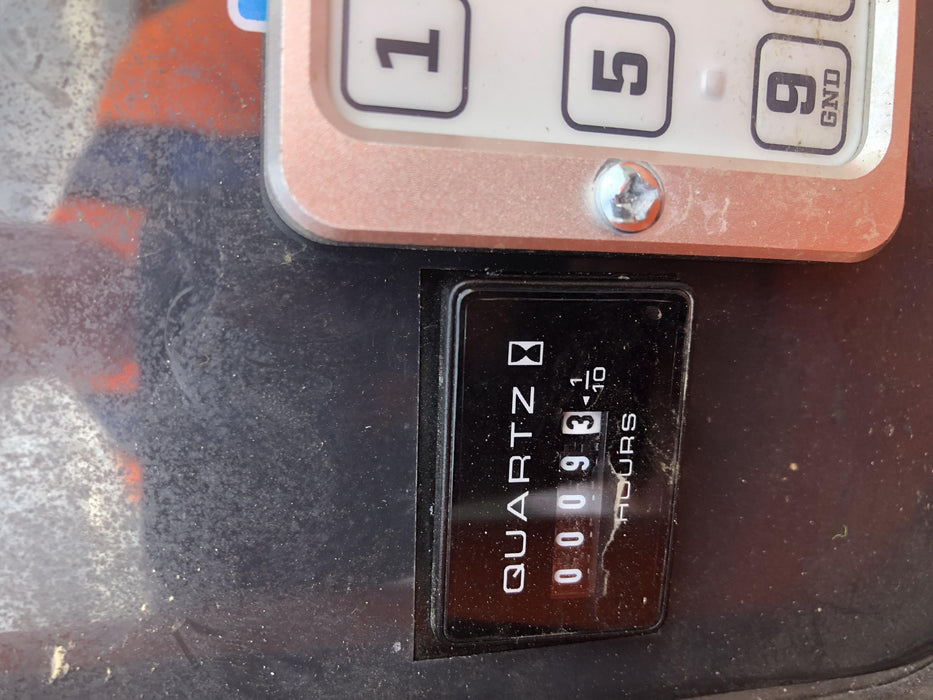 1
5
9
GND
QUARTZ
00093
1/10
HOURS